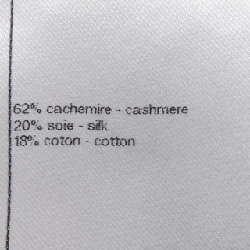 62% cachemire - cashmere
20% soie - silk
18% coton - cotton